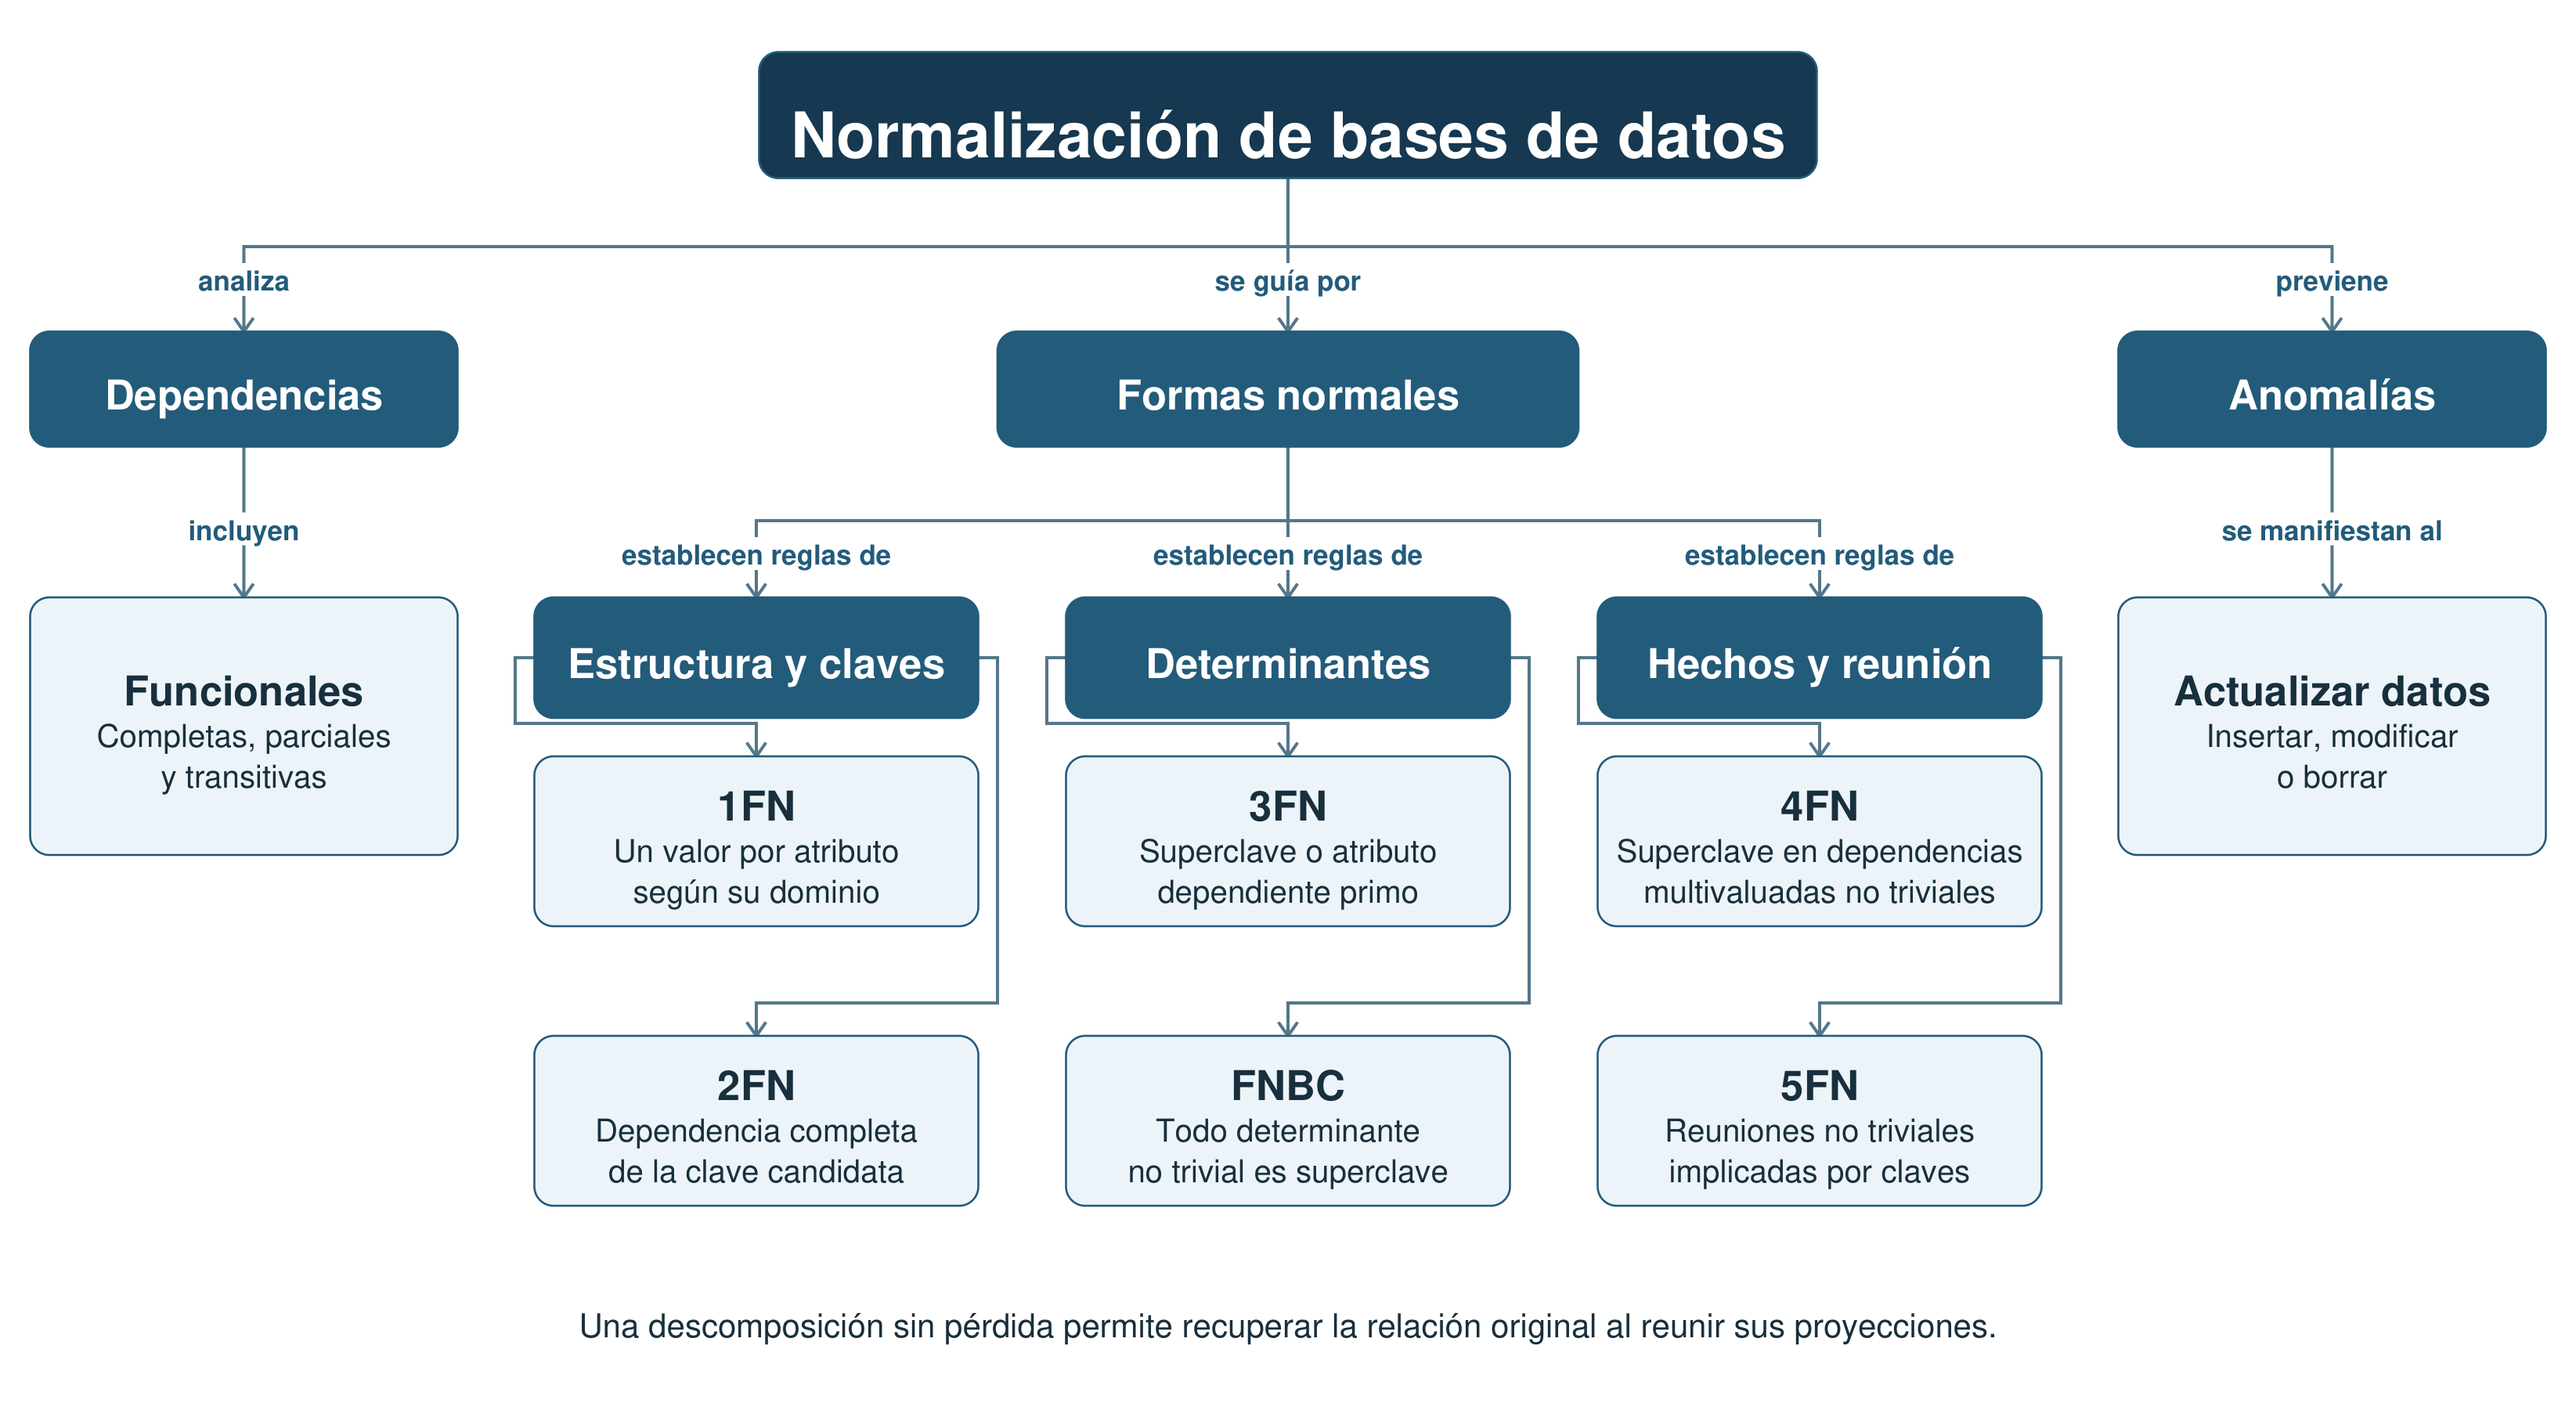 Normalización de bases de datos
analiza
se guía por
previene
Dependencias
Formas normales
Anomalías
incluyen
se manifiestan al
establecen reglas de
establecen reglas de
establecen reglas de
Funcionales
Completas, parciales
y transitivas
Estructura y claves
Determinantes
Hechos y reunión
Actualizar datos
Insertar, modificar
o borrar
1FN
Un valor por atributo
según su dominio
3FN
Superclave o atributo
dependiente primo
4FN
Superclave en dependencias
multivaluadas no triviales
2FN
Dependencia completa
de la clave candidata
FNBC
Todo determinante
no trivial es superclave
5FN
Reuniones no triviales
implicadas por claves
Una descomposición sin pérdida permite recuperar la relación original al reunir sus proyecciones.